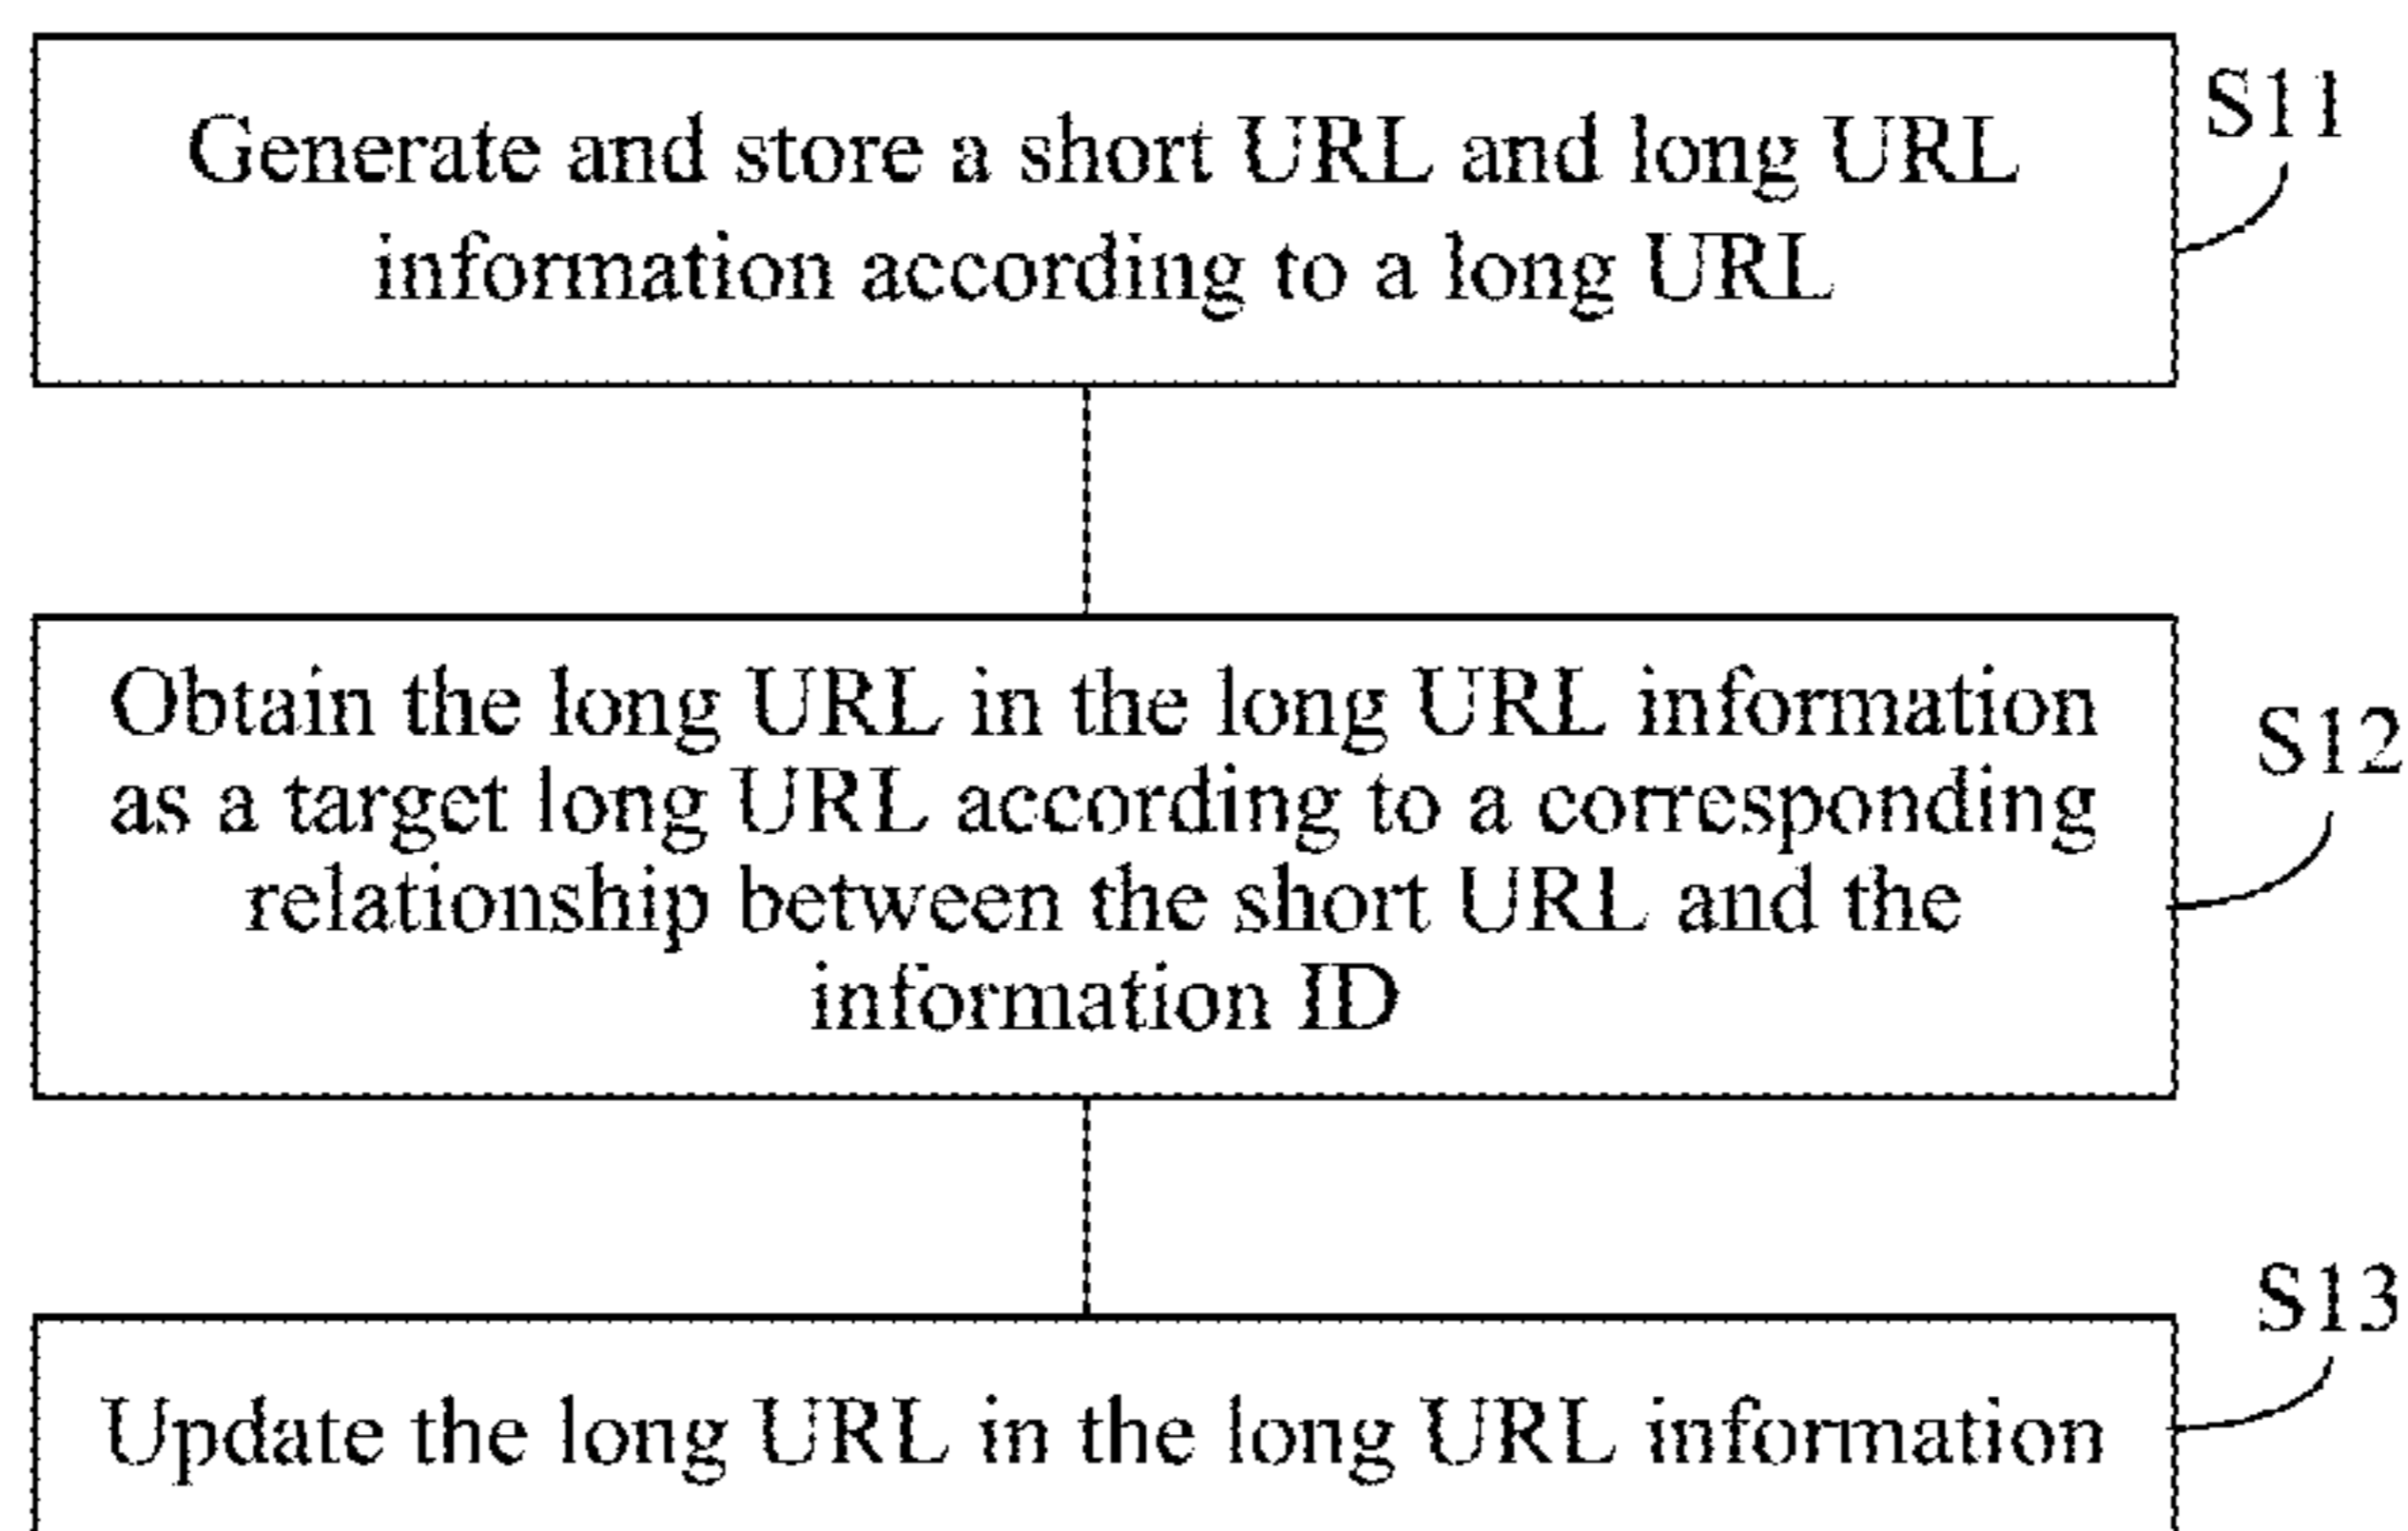 S11
Generate and store a short URL and long URL
information according to a long URL
Obtain the long URL in the long URL information
as a target long URL according to a corresponding
relationship between the short URL and the
information ID
S12
S13
Update the long URL in the long URL information